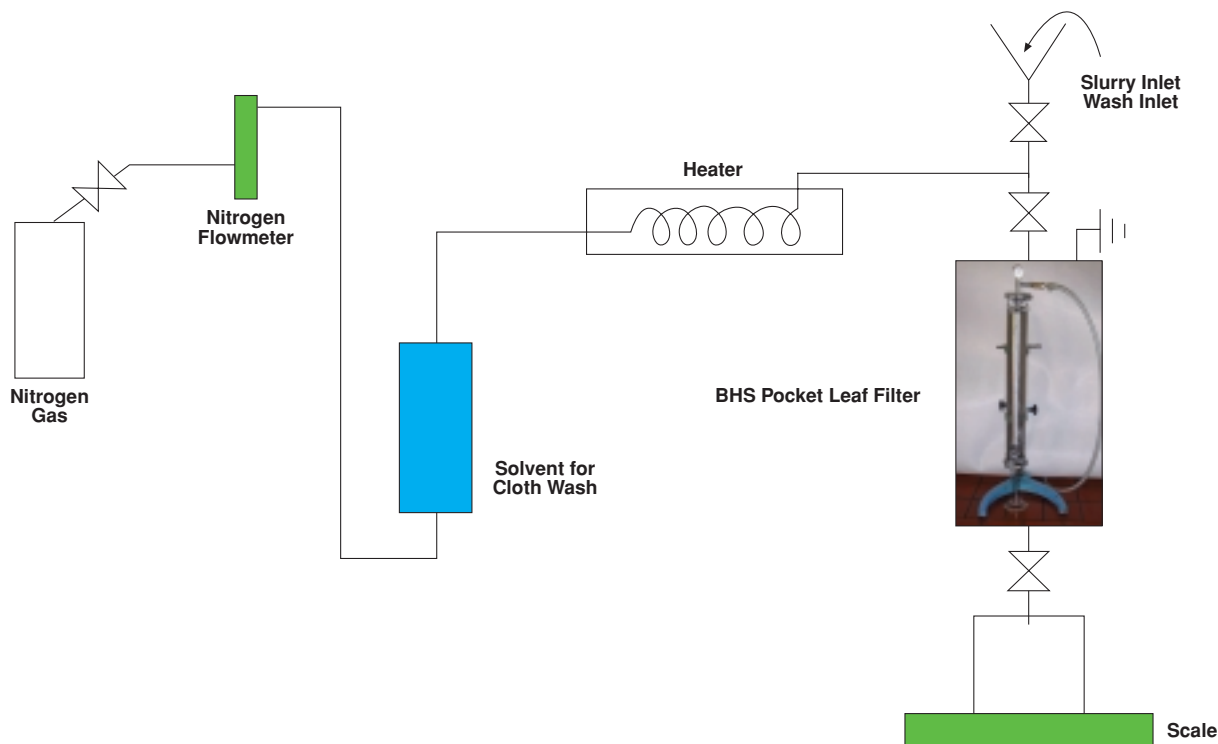 Slurry Inlet
Wash Inlet
Heater
Nitrogen
Flowmeter
Nitrogen
Gas
BHS Pocket Leaf Filter
Solvent for
Cloth Wash
Scale